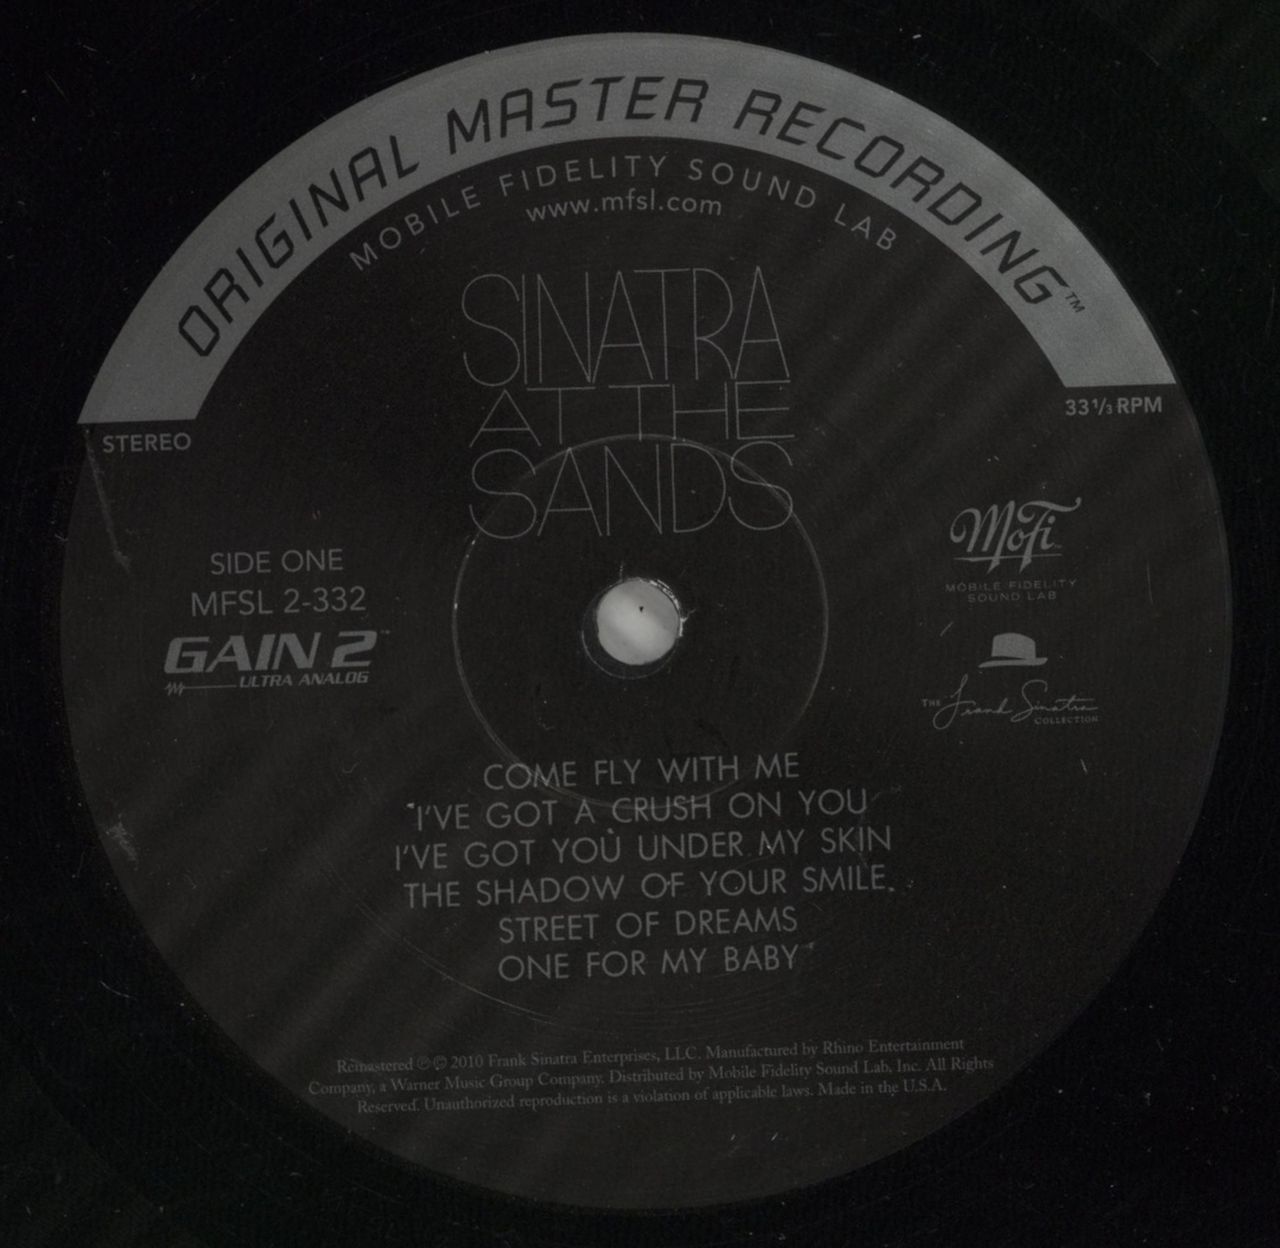 ORIGINAL MASTER RECORDING™
MOBILE FIDELITY SOUND LAB
www.mfsl.com
SINATRA
AT THE
SANDS
STEREO
33 1/3 RPM
SIDE ONE
MFSL 2-332
GAIN 2™
ULTRA ANALOG
MoFi
MOBILE FIDELITY
SOUND LAB
THE Frank Sinatra
COLLECTION
COME FLY WITH ME
I'VE GOT A CRUSH ON YOU
I'VE GOT YOU UNDER MY SKIN
THE SHADOW OF YOUR SMILE
STREET OF DREAMS
ONE FOR MY BABY
Remastered ℗ © 2010 Frank Sinatra Enterprises, LLC. Manufactured by Rhino Entertainment
Company, a Warner Music Group Company. Distributed by Mobile Fidelity Sound Lab, Inc. All Rights
Reserved. Unauthorized reproduction is a violation of applicable laws. Made in the U.S.A.